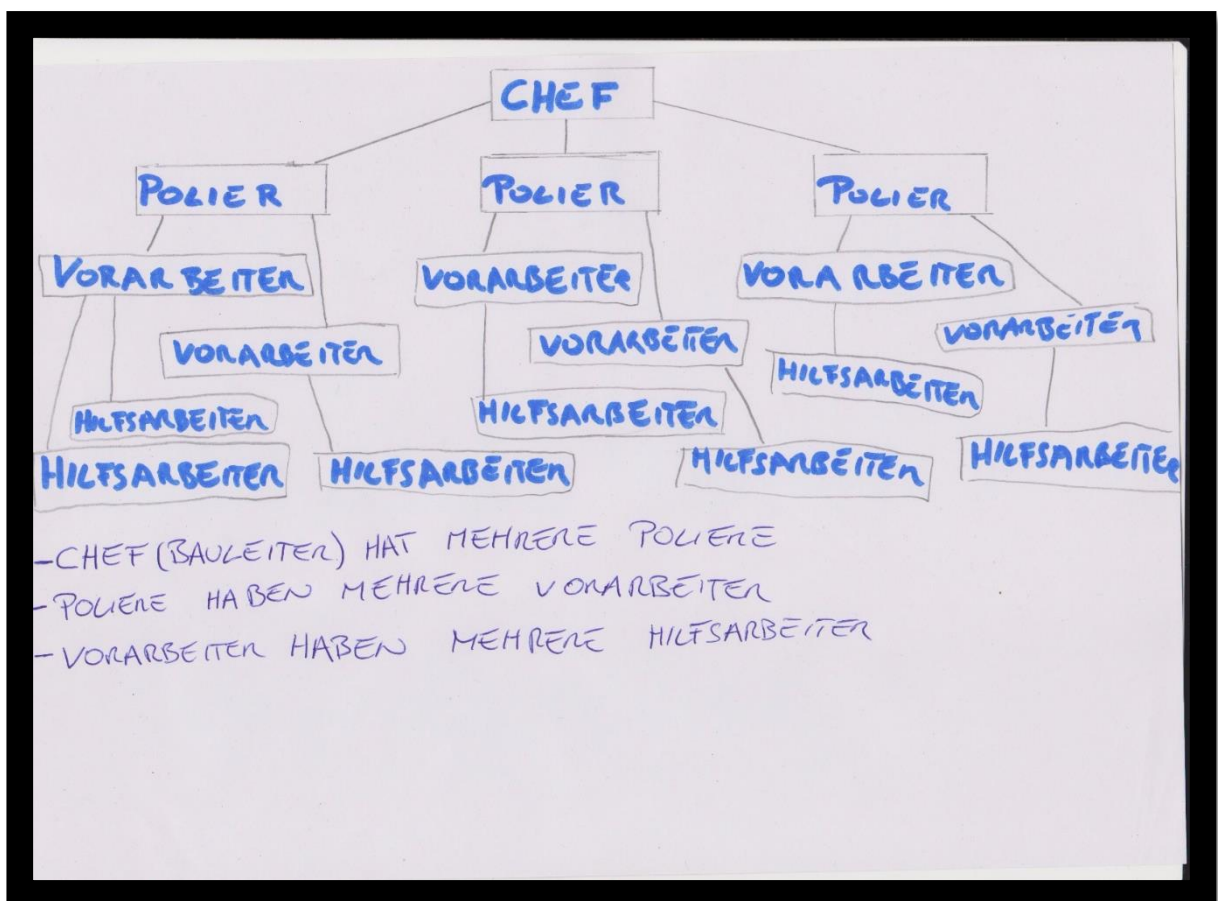 CHEF
POLIER POLIER POLIER
VORARBEITER VORARBEITER VORARBEITER
VORARBEITER VORARBEITER VORARBEITER
HILFSARBEITER HILFSARBEITER HILFSARBEITER
HILFSARBEITER HILFSARBEITER HILFSARBEITER HILFSARBEITER
-CHEF (BAULEITER) HAT MEHRERE POLIERE
-POLIERE HABEN MEHRERE VORARBEITER
-VORARBEITER HABEN MEHRERE HILFSARBEITER